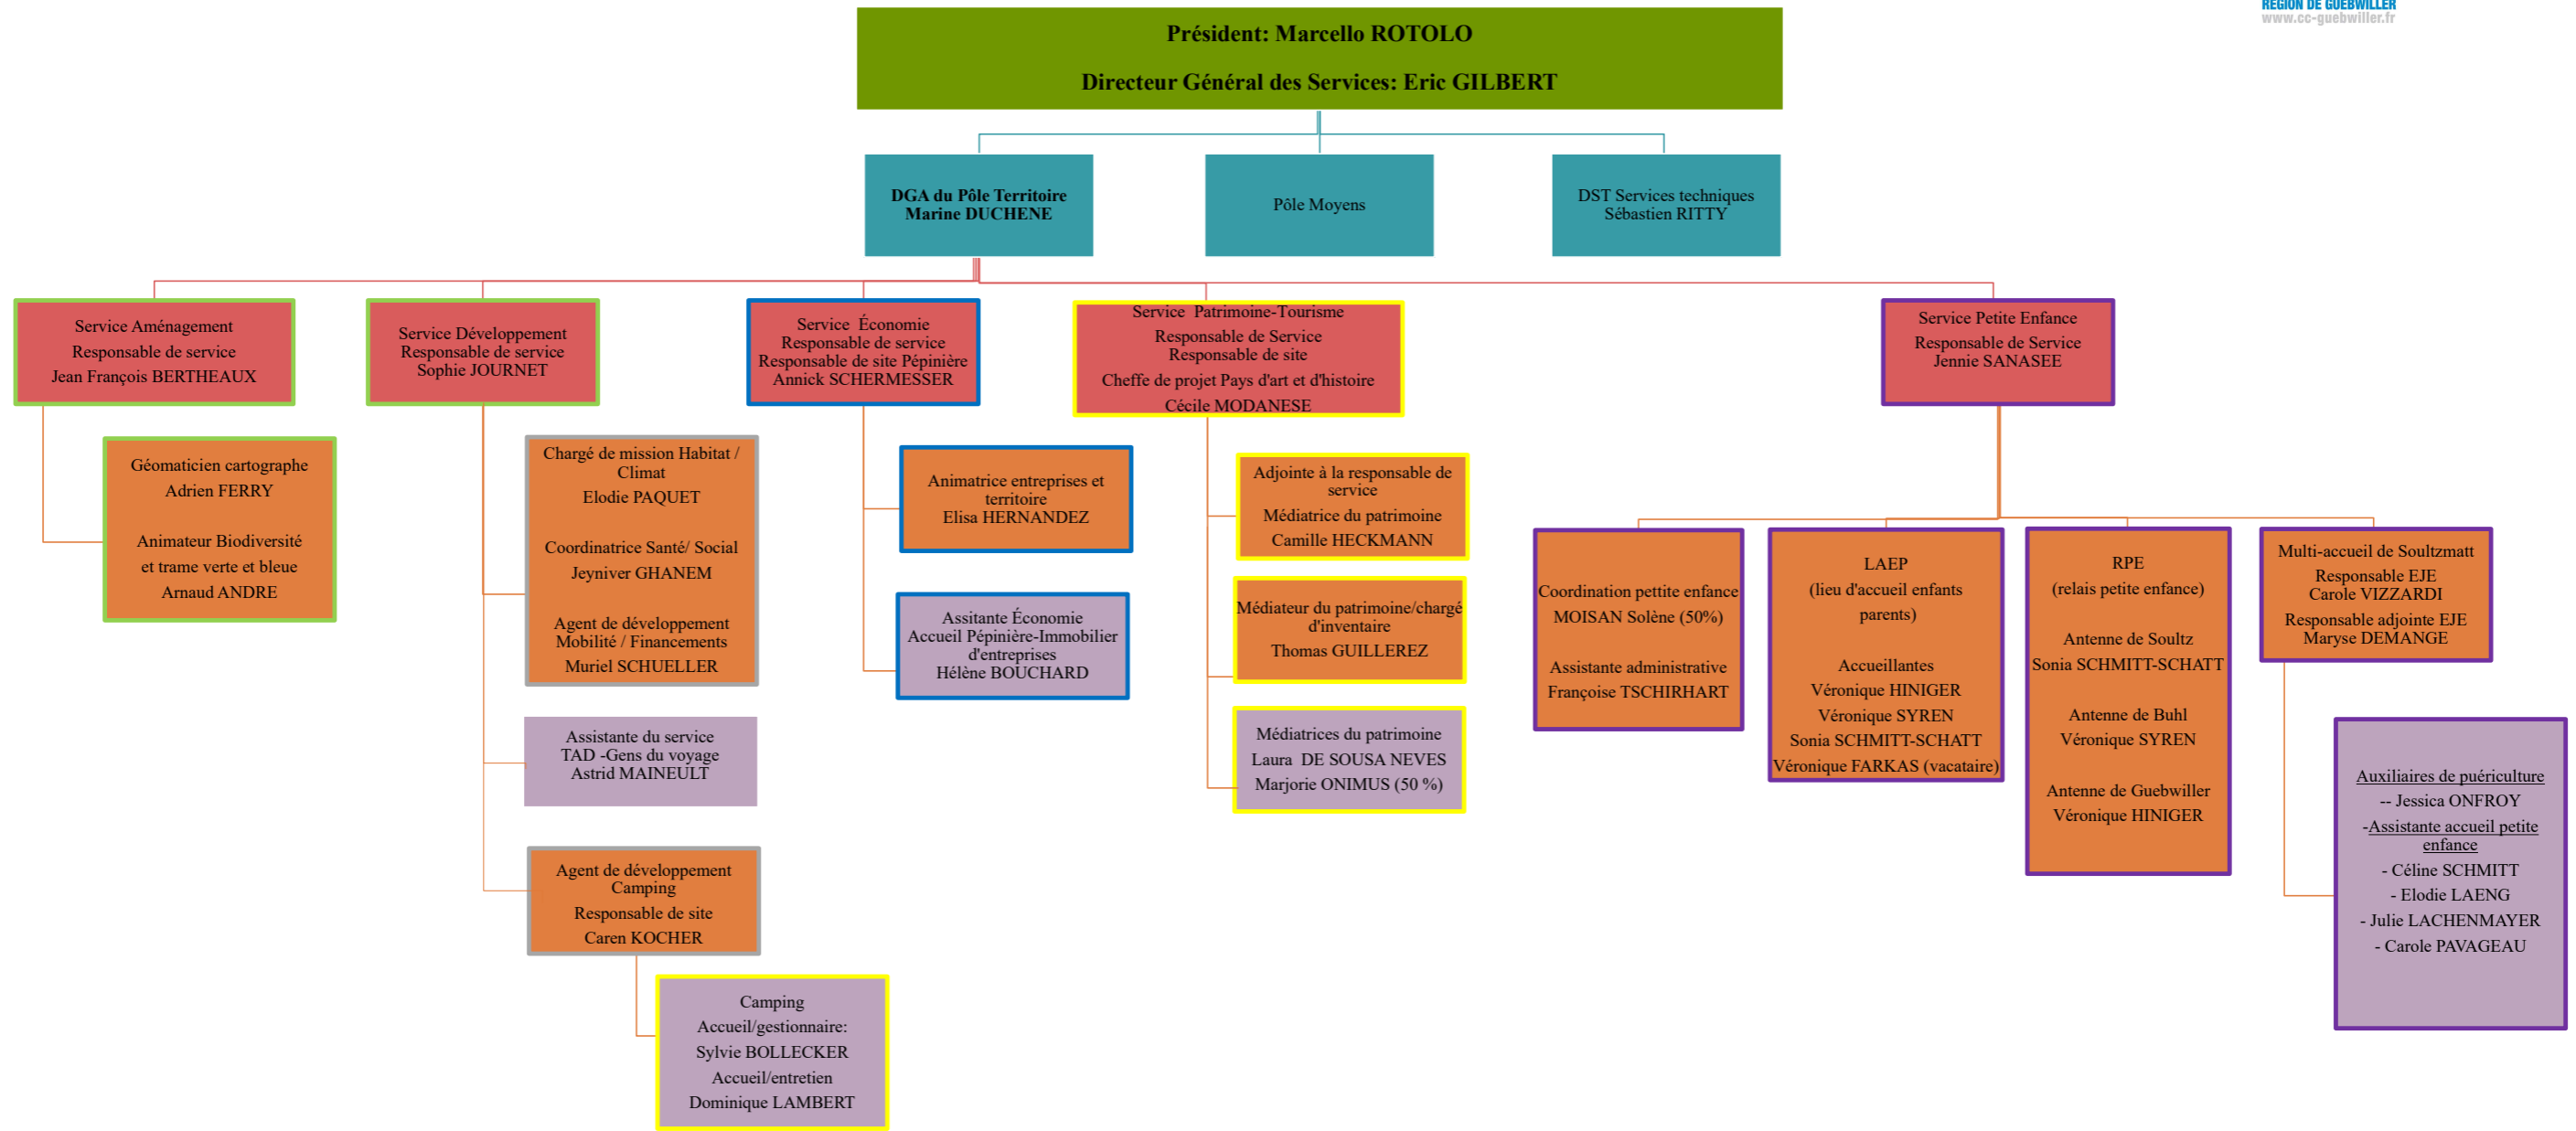 REGION DE GUEBWILLER
www.cc-guebwiller.fr
Président: Marcello ROTOLO
Directeur Général des Services: Eric GILBERT
DGA du Pôle Territoire
Marine DUCHENE
Pôle Moyens
DST Services techniques
Sébastien RITTY
Service Aménagement
Responsable de service
Jean François BERTHEAUX
Géomaticien cartographe
Adrien FERRY
Animateur Biodiversité
et trame verte et bleue
Arnaud ANDRE
Service Développement
Responsable de service
Sophie JOURNET
Chargé de mission Habitat /
Climat
Elodie PAQUET
Coordinatrice Santé/ Social
Jeyniver GHANEM
Agent de développement
Mobilité / Financements
Muriel SCHUELLER
Assistante du service
TAD -Gens du voyage
Astrid MAINEULT
Agent de développement
Camping
Responsable de site
Caren KOCHER
Camping
Accueil/gestionnaire:
Sylvie BOLLECKER
Accueil/entretien
Dominique LAMBERT
Service  Économie
Responsable de service
Responsable de site Pépinière
Annick SCHERMESSER
Animatrice entreprises et
territoire
Elisa HERNANDEZ
Assitante Économie
Accueil Pépinière-Immobilier
d'entreprises
Hélène BOUCHARD
Service  Patrimoine-Tourisme
Responsable de Service
Responsable de site
Cheffe de projet Pays d'art et d'histoire
Cécile MODANESE
Adjointe à la responsable de
service
Médiatrice du patrimoine
Camille HECKMANN
Médiateur du patrimoine/chargé
d'inventaire
Thomas GUILLEREZ
Médiatrices du patrimoine
Laura  DE SOUSA NEVES
Marjorie ONIMUS (50 %)
Service Petite Enfance
Responsable de Service
Jennie SANASEE
Coordination pettite enfance
MOISAN Solène (50%)
Assistante administrative
Françoise TSCHIRHART
LAEP
(lieu d'accueil enfants
parents)
Accueillantes
Véronique HINIGER
Véronique SYREN
Sonia SCHMITT-SCHATT
Véronique FARKAS (vacataire)
RPE
(relais petite enfance)
Antenne de Soultz
Sonia SCHMITT-SCHATT
Antenne de Buhl
Véronique SYREN
Antenne de Guebwiller
Véronique HINIGER
Multi-accueil de Soultzmatt
Responsable EJE
Carole VIZZARDI
Responsable adjointe EJE
Maryse DEMANGE
Auxiliaires de puériculture
-- Jessica ONFROY
-Assistante accueil petite
enfance
- Céline SCHMITT
- Elodie LAENG
- Julie LACHENMAYER
- Carole PAVAGEAU